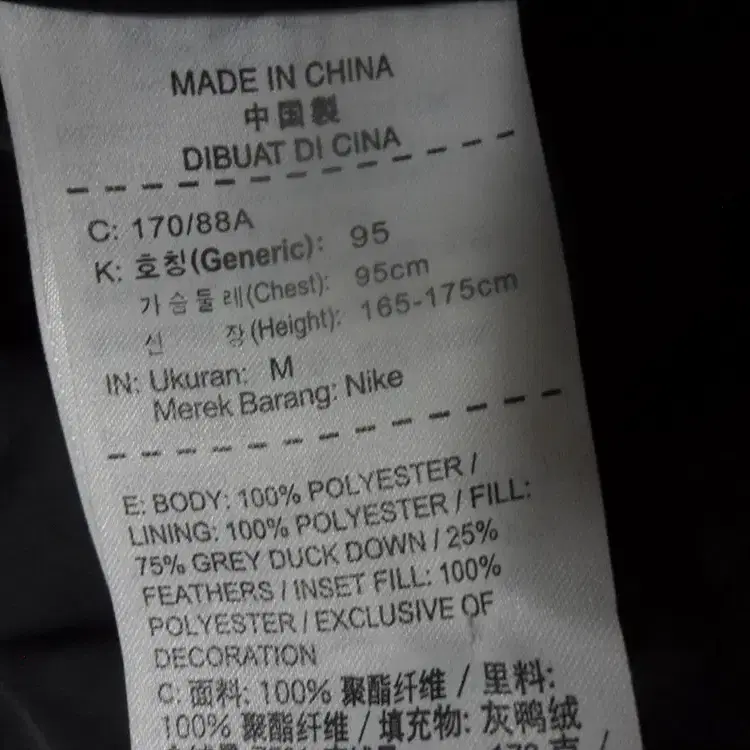 MADE IN CHINA
中国製
DIBUAT DI CINA
C: 170/88A
K: 호칭(Generic): 95
가슴둘레(Chest): 95cm
신 장(Height): 165-175cm
IN: Ukuran: M
Merek Barang: Nike
E: BODY: 100% POLYESTER /
LINING: 100% POLYESTER / FILL:
75% GREY DUCK DOWN / 25%
FEATHERS / INSET FILL: 100%
POLYESTER / EXCLUSIVE OF
DECORATION
C: 面料: 100% 聚酯纤维 / 里料:
100% 聚酯纤维 / 填充物: 灰鸭绒